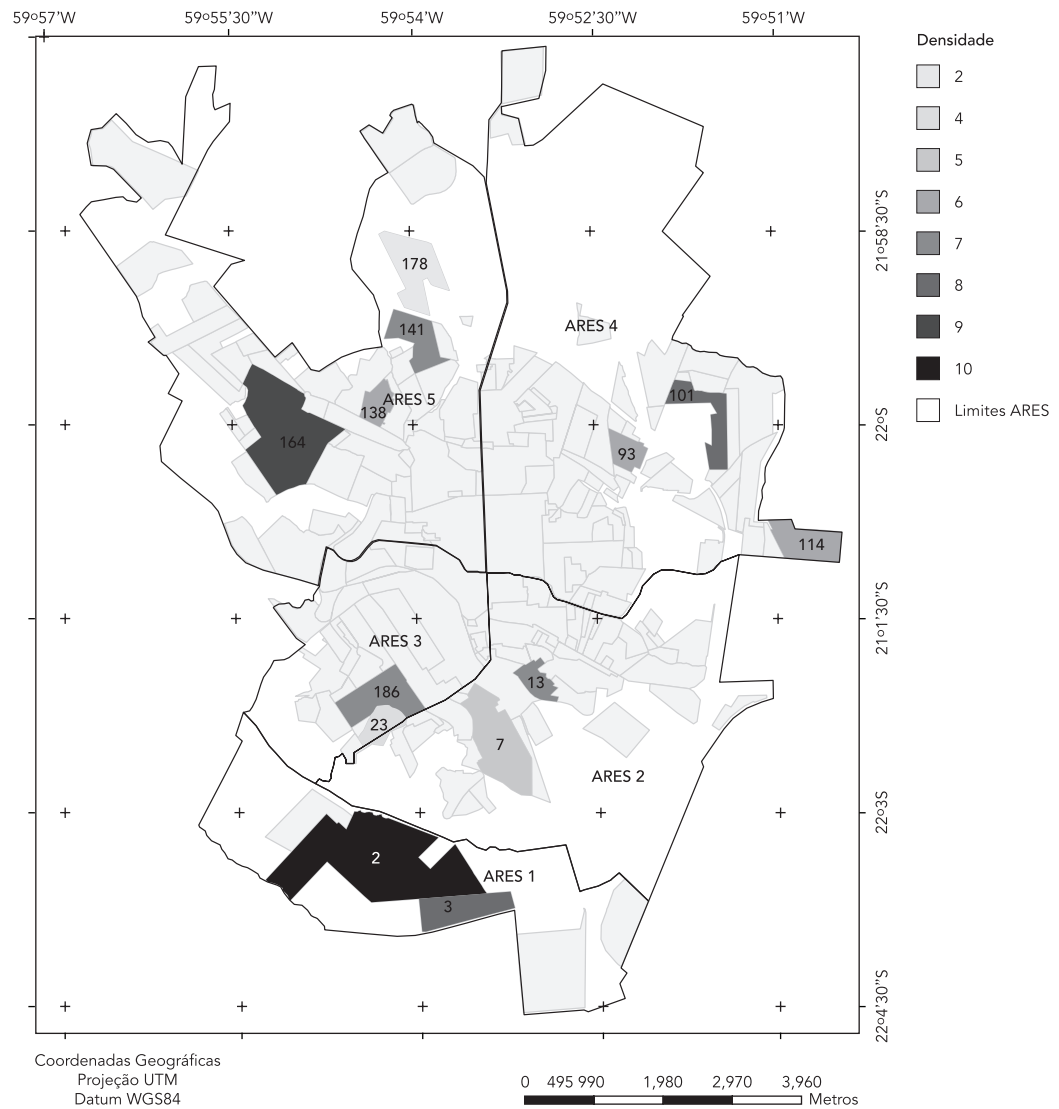 59º57’W 59º55’30’’W 59º54’W 59º52’30’’W 59º51’’W
Densidade
2
4
5
6
7
8
9
10
Limites ARES
21º58’30’’S
22ºS
21º1’30’’S
22º3S
22º4’30’’S
178
141
ARES 4
ARES 5
138
101
164
93
114
ARES 3
186
13
23
7
ARES 2
2
ARES 1
3
Coordenadas Geográficas
Projeção UTM
Datum WGS84
0 495 990 1,980 2,970 3,960
Metros